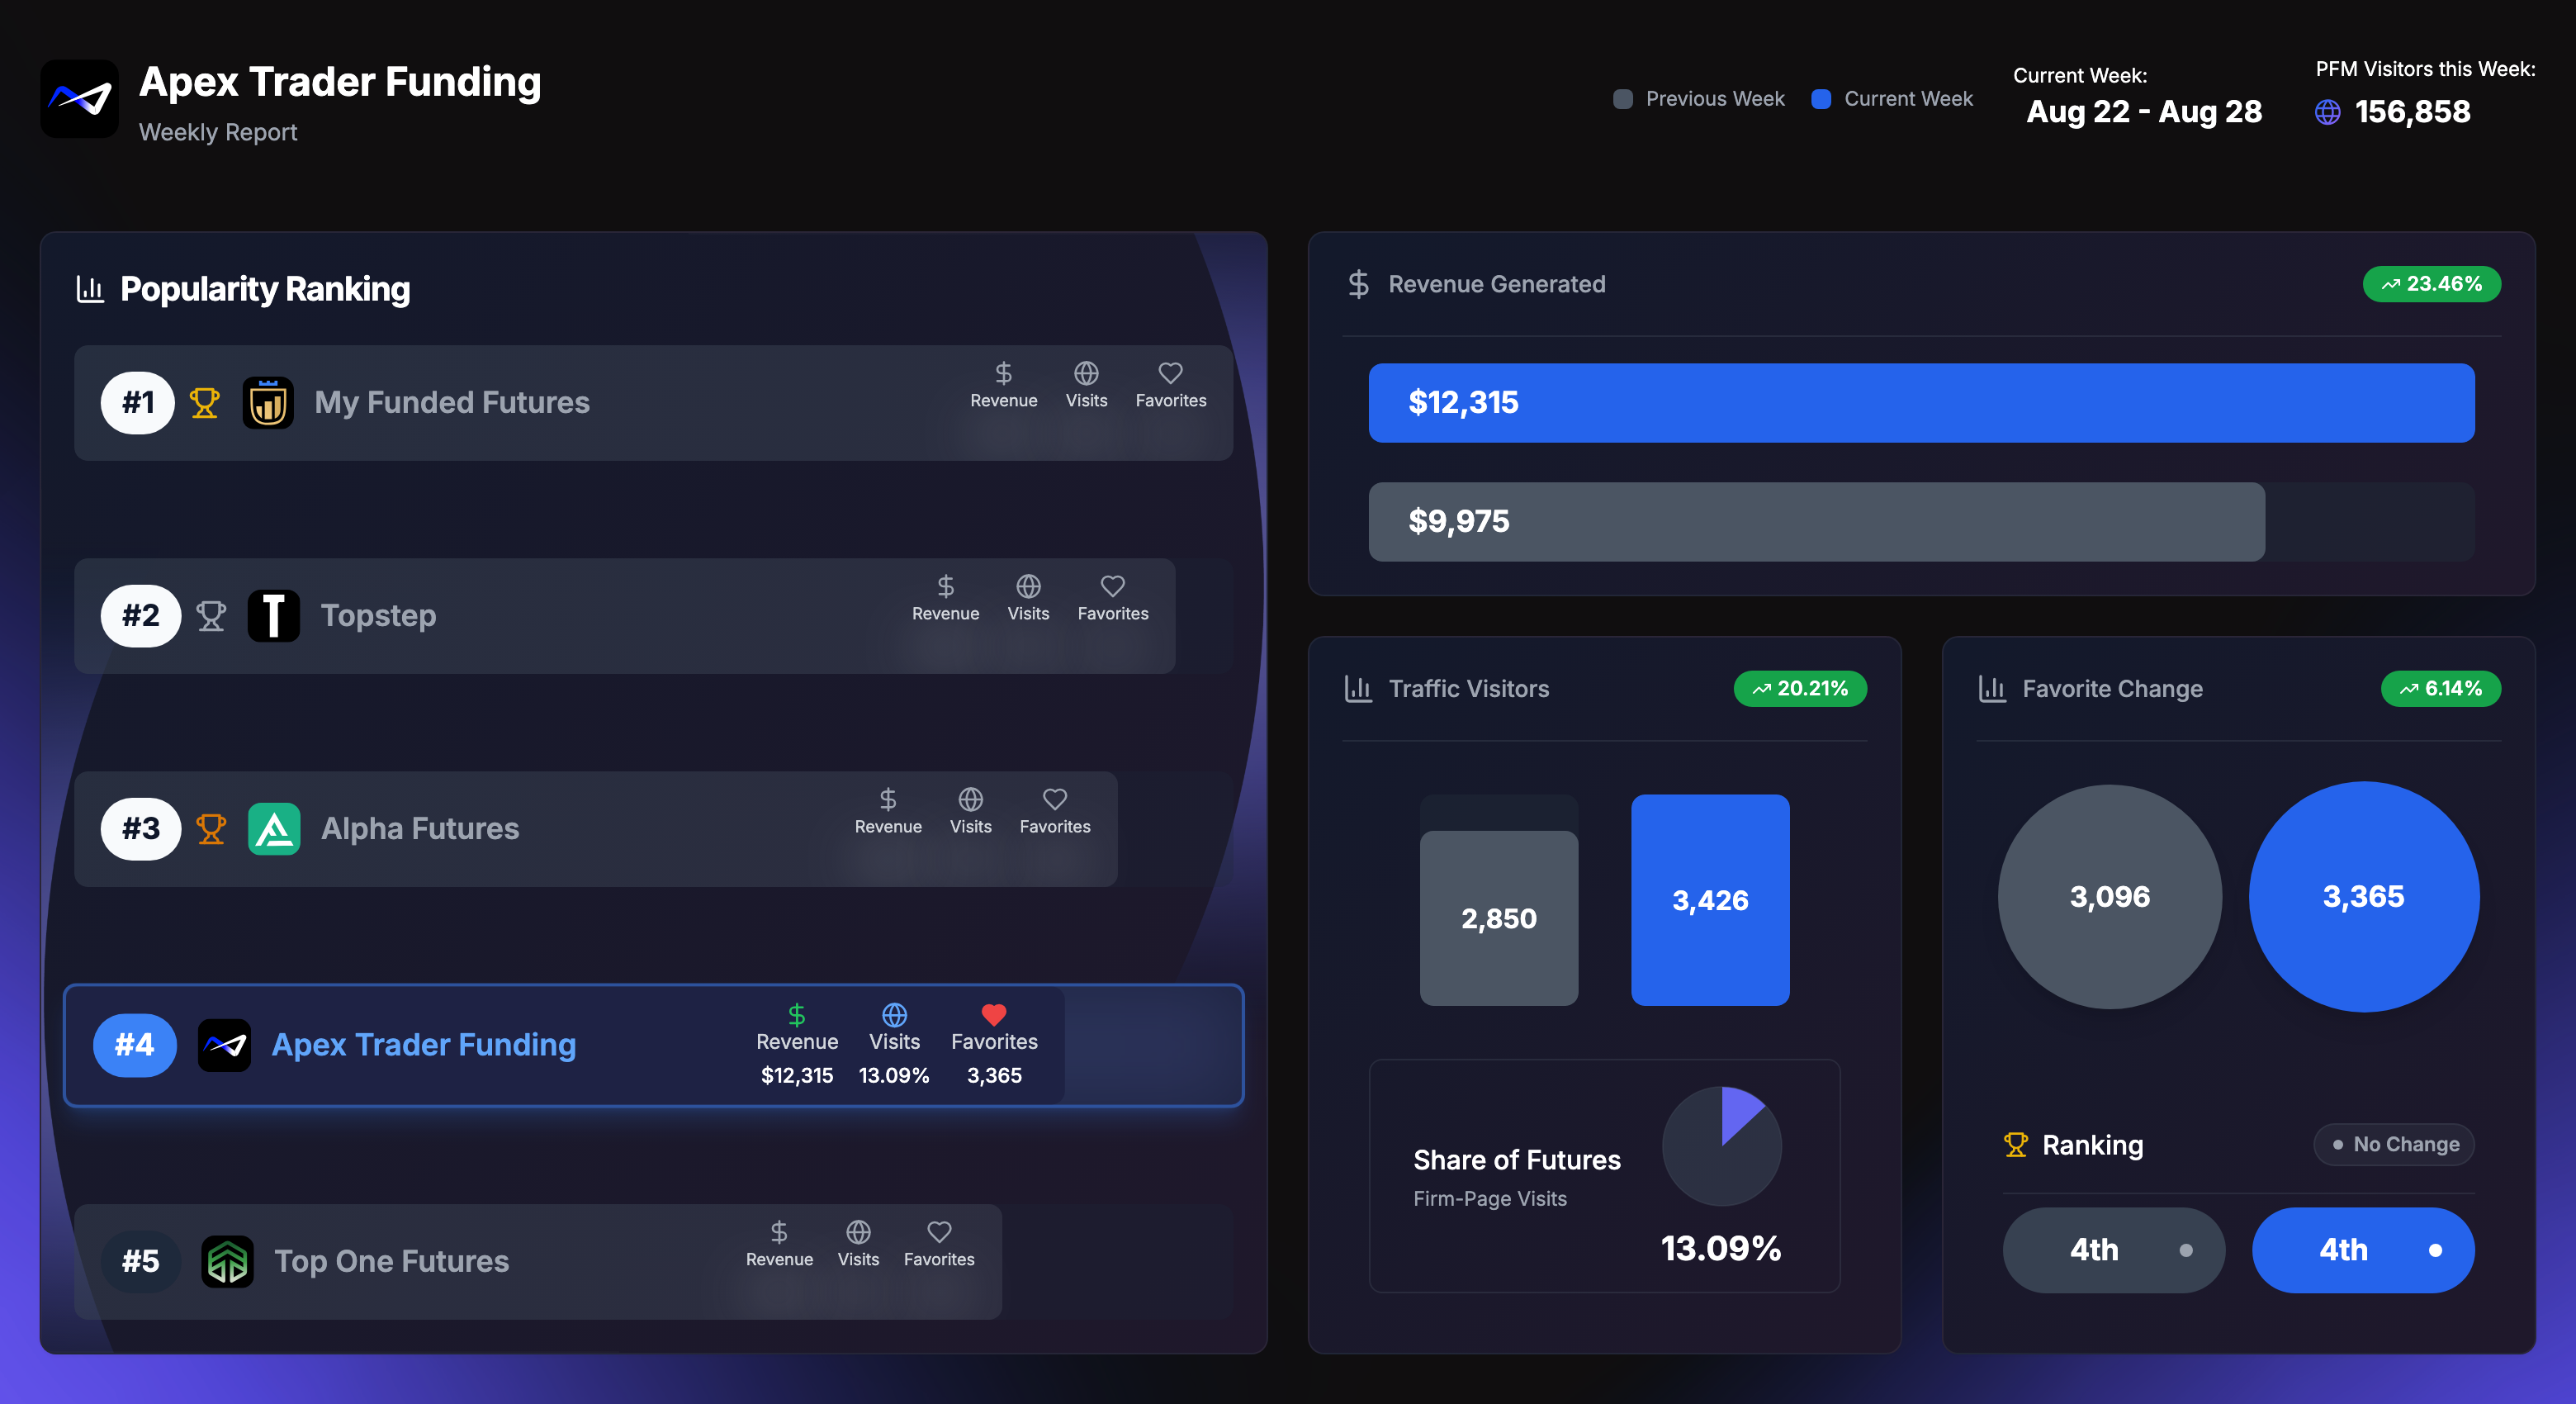 Apex Trader Funding
Weekly Report
Previous Week
Current Week
Current Week:
Aug 22 - Aug 28
PFM Visitors this Week:
156,858
Popularity Ranking
#1
My Funded Futures
Revenue
Visits
Favorites
#2
T
Topstep
Revenue
Visits
Favorites
#3
Alpha Futures
Revenue
Visits
Favorites
#4
Apex Trader Funding
Revenue
Visits
Favorites
$12,315
13.09%
3,365
#5
Top One Futures
Revenue
Visits
Favorites
$ Revenue Generated
23.46%
$12,315
$9,975
Traffic Visitors
20.21%
2,850
3,426
Share of Futures
Firm-Page Visits
13.09%
Favorite Change
6.14%
3,096
3,365
Ranking
No Change
4th
4th